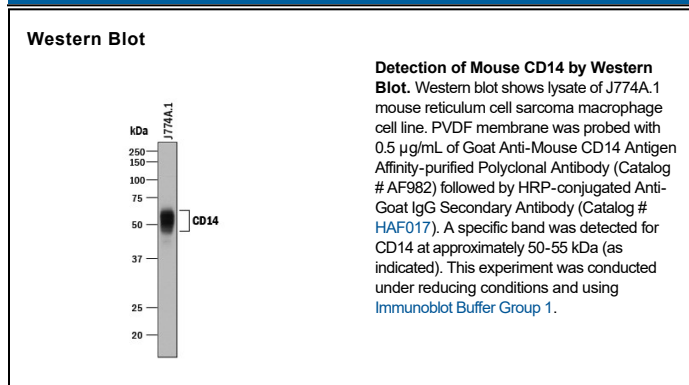 Western Blot
Detection of Mouse CD14 by Western
Blot. Western blot shows lysate of J774A.1
mouse reticulum cell sarcoma macrophage
cell line. PVDF membrane was probed with
0.5 µg/mL of Goat Anti-Mouse CD14 Antigen
Affinity-purified Polyclonal Antibody (Catalog
# AF982) followed by HRP-conjugated Anti-
Goat IgG Secondary Antibody (Catalog #
HAF017). A specific band was detected for
CD14 at approximately 50-55 kDa (as
indicated). This experiment was conducted
under reducing conditions and using
Immunoblot Buffer Group 1.
J774A.1
kDa
250
150
100
75
50
CD14
37
25
20